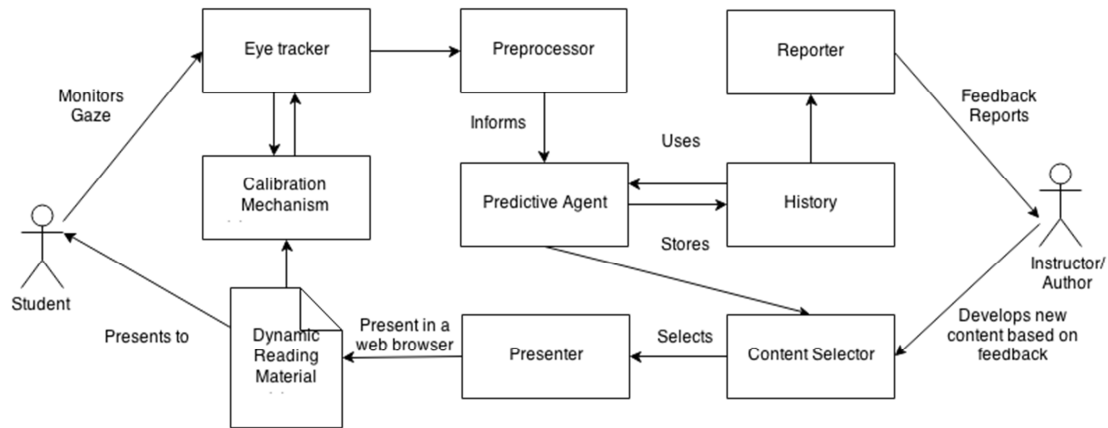 Eye tracker
Preprocessor
Reporter
Monitors
Gaze
Feedback
Reports
Informs
Uses
Calibration
Mechanism
Predictive Agent
History
Stores
Student
Instructor/
Author
Presents to
Dynamic
Reading
Material
Present in a
web browser
Presenter
Selects
Content Selector
Develops new
content based on
feedback